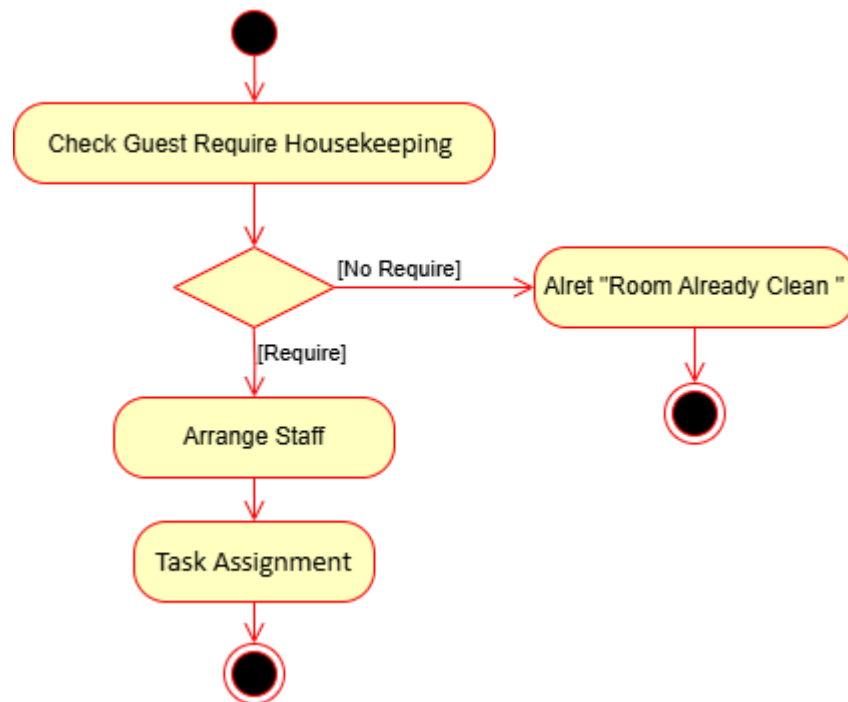 Check Guest Require Housekeeping
[No Require]
Alret "Room Already Clean "
[Require]
Arrange Staff
Task Assignment